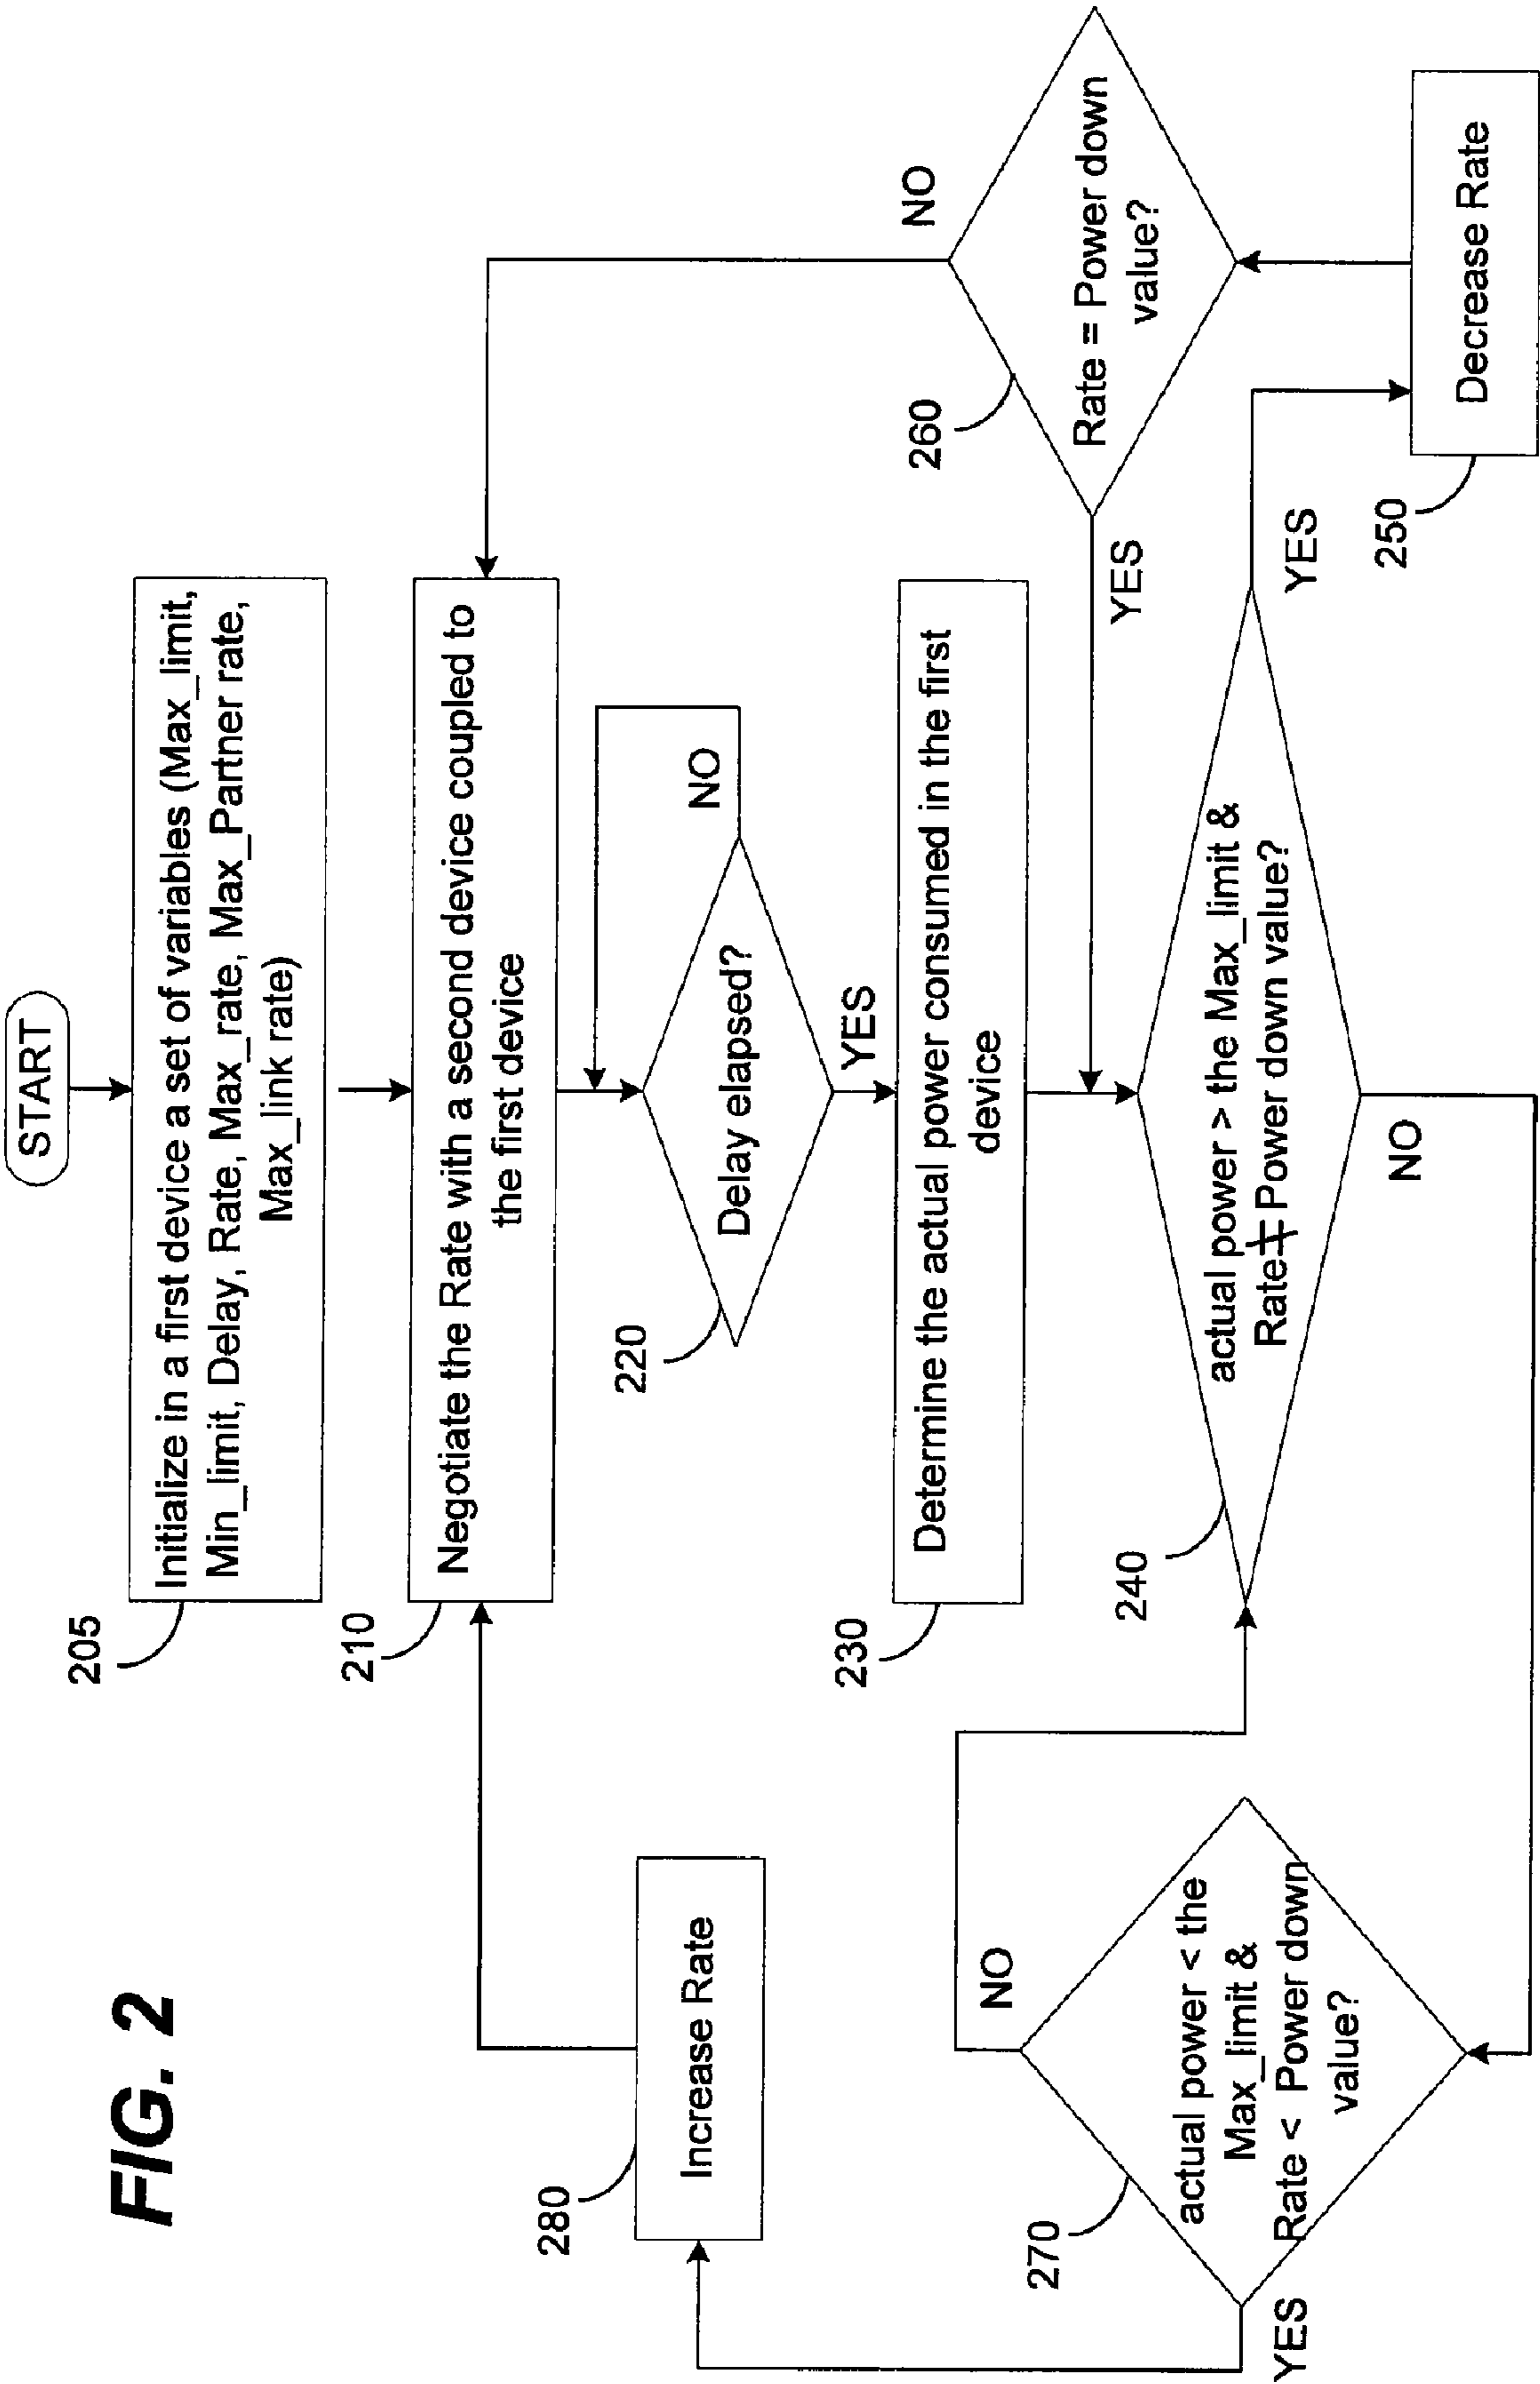 FIG. 2
START
205
Initialize in a first device a set of variables (Max_limit,
Min_limit, Delay, Rate, Max_rate, Max_Partner rate,
Max_link rate)
210
Negotiate the Rate with a second device coupled to
the first device
220
Delay elapsed?
NO
YES
230
Determine the actual power consumed in the first
device
240
actual power > the Max_limit &
Rate ≠ Power down value?
YES
NO
250
Decrease Rate
260
Rate = Power down
value?
NO
YES
270
actual power < the
Max_limit &
Rate < Power down
value?
NO
YES
280
Increase Rate